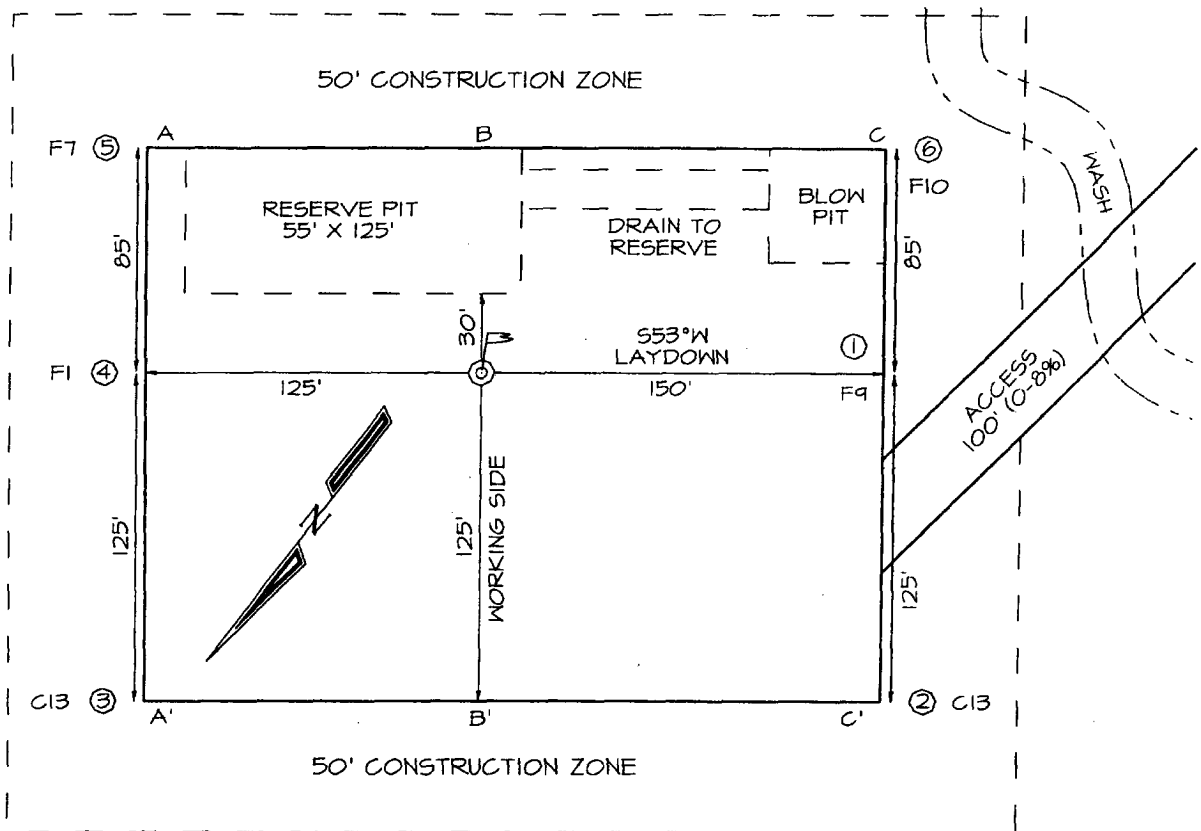 50' CONSTRUCTION ZONE
A
B
C
F7 ⑤
⑥
F10
RESERVE PIT
55' X 125'
DRAIN TO
RESERVE
BLOW
PIT
WASH
85'
85'
30'
S53°W
LAYDOWN
①
F1 ④
125'
150'
F9
ACCESS
100' (0-8%)
N
125'
125'
WORKING SIDE
125'
C13 ③
② C13
A'
B'
C'
50' CONSTRUCTION ZONE